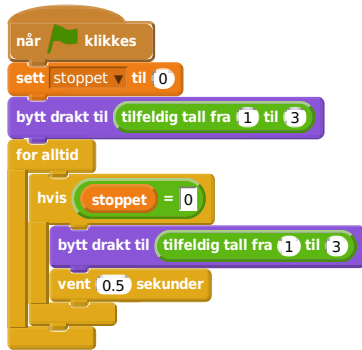 når klikkes
sett stoppet til 0
bytt drakt til tilfeldig tall fra 1 til 3
for alltid
hvis stoppet = 0
bytt drakt til tilfeldig tall fra 1 til 3
vent 0.5 sekunder